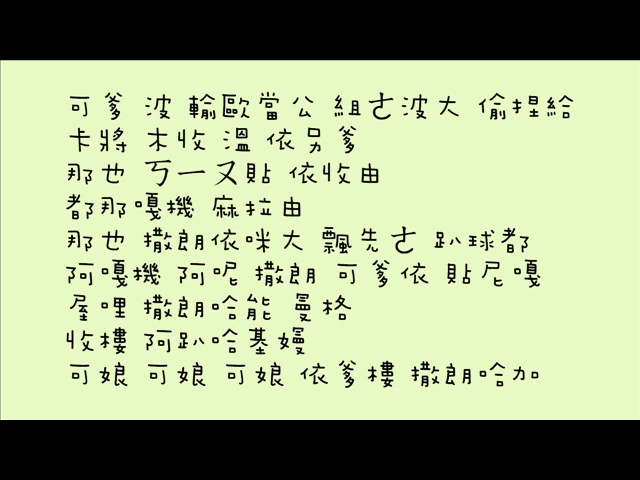 可爹 波 輸歐當公 組ㄜ波大 偷捏給
卡將 木收 溫 依另爹
那也 ㄎㄧㄡ貼 依收由
都那嘎機 麻拉由
那也 撒朗依咪大 飄先ㄜ 趴球都
阿嘎機 阿呢 撒朗 可爹依 貼尼嘎
屋哩 撒朗哈能 曼格
收樓 阿趴哈基嫚
可娘 可娘 可娘 依爹樓 撒朗哈加